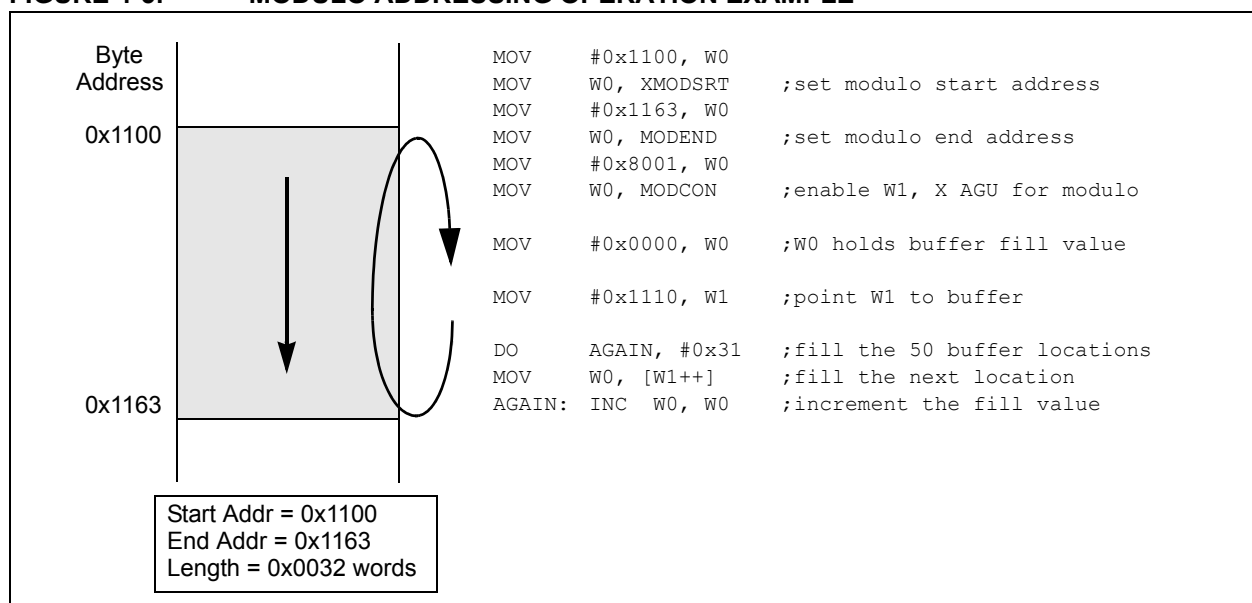 Byte
Address
0x1100
0x1163
Start Addr = 0x1100
End Addr = 0x1163
Length = 0x0032 words
MOV #0x1100, W0
MOV W0, XMODSRT ;set modulo start address
MOV #0x1163, W0
MOV W0, MODEND ;set modulo end address
MOV #0x8001, W0
MOV W0, MODCON ;enable W1, X AGU for modulo
MOV #0x0000, W0 ;W0 holds buffer fill value
MOV #0x1110, W1 ;point W1 to buffer
DO AGAIN, #0x31 ;fill the 50 buffer locations
MOV W0, [W1++] ;fill the next location
AGAIN: INC W0, W0 ;increment the fill value